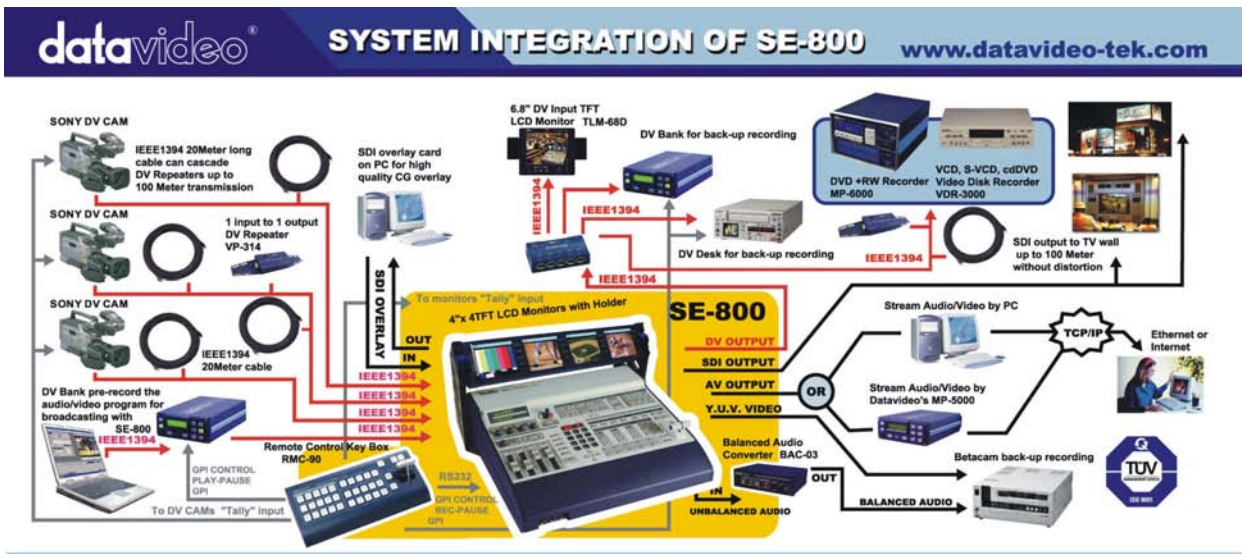 datavideo®
SYSTEM INTEGRATION OF SE-800
www.datavideo-tek.com
SONY DV CAM
IEEE1394 20Meter long
cable can cascade
DV Repeaters up to
100 Meter transmission
SONY DV CAM
1 input to 1 output
DV Repeater
VP-314
SONY DV CAM
IEEE1394
20Meter cable
DV Bank pre-record the
audio/video program for
broadcasting with
SE-800
IEEE1394
GPI CONTROL
PLAY-PAUSE
GPI
To DV CAMs "Tally" input
SDI overlay card
on PC for high
quality CG overlay
SDI OVERLAY
OUT
IN
IEEE1394
IEEE1394
IEEE1394
IEEE1394
Remote Control Key Box
RMC-90
RS232
GPI CONTROL
REC-PAUSE
GPI
To monitors "Tally" input
4"x 4TFT LCD Monitors with Holder
SE-800
DV OUTPUT
SDI OUTPUT
AV OUTPUT
Y.U.V. VIDEO
IN
UNBALANCED AUDIO
6.8" DV Input TFT
LCD Monitor TLM-68D
IEEE1394
DV Bank for back-up recording
IEEE1394
DV Desk for back-up recording
IEEE1394
DVD +RW Recorder
MP-6000
VCD, S-VCD, cdDVD
Video Disk Recorder
VDR-3000
IEEE1394
SDI output to TV wall
up to 100 Meter
without distortion
Stream Audio/Video by PC
OR
TCP/IP
Ethernet or
Internet
Stream Audio/Video by
Datavideo's MP-5000
Balanced Audio
Converter BAC-03
OUT
BALANCED AUDIO
Betacam back-up recording
Q
TÜV
ISO 9001